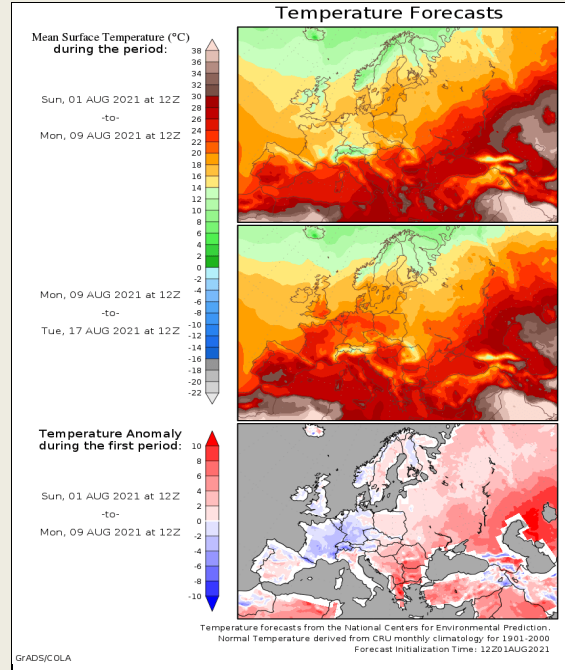 Temperature Forecasts
Mean Surface Temperature (°C)
during the period:
Sun, 01 AUG 2021 at 12Z
-to-
Mon, 09 AUG 2021 at 12Z
38
36
34
32
30
28
26
24
22
20
18
16
14
12
10
8
6
4
2
0
-2
-4
-6
-8
-10
-12
-14
-16
-18
-20
-22
Mon, 09 AUG 2021 at 12Z
-to-
Tue, 17 AUG 2021 at 12Z
Temperature Anomaly
during the first period:
Sun, 01 AUG 2021 at 12Z
-to-
Mon, 09 AUG 2021 at 12Z
10
8
6
4
2
0
-2
-4
-6
-8
-10
Temperature forecasts from the National Centers for Environmental Prediction.
Normal Temperature derived from CRU monthly climatology for 1901-2000
Forecast Initialization Time: 12Z01AUG2021
GrADS/COLA